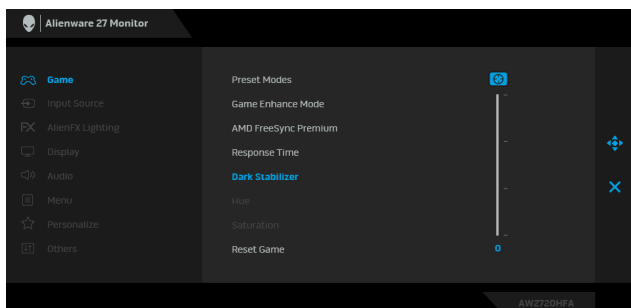 Alienware 27 Monitor
Game
Input Source
AlienFX Lighting
Display
Audio
Menu
Personalize
Others
Preset Modes
Game Enhance Mode
AMD FreeSync Premium
Response Time
Dark Stabilizer
Hue
Saturation
Reset Game
0
AW2720HFA